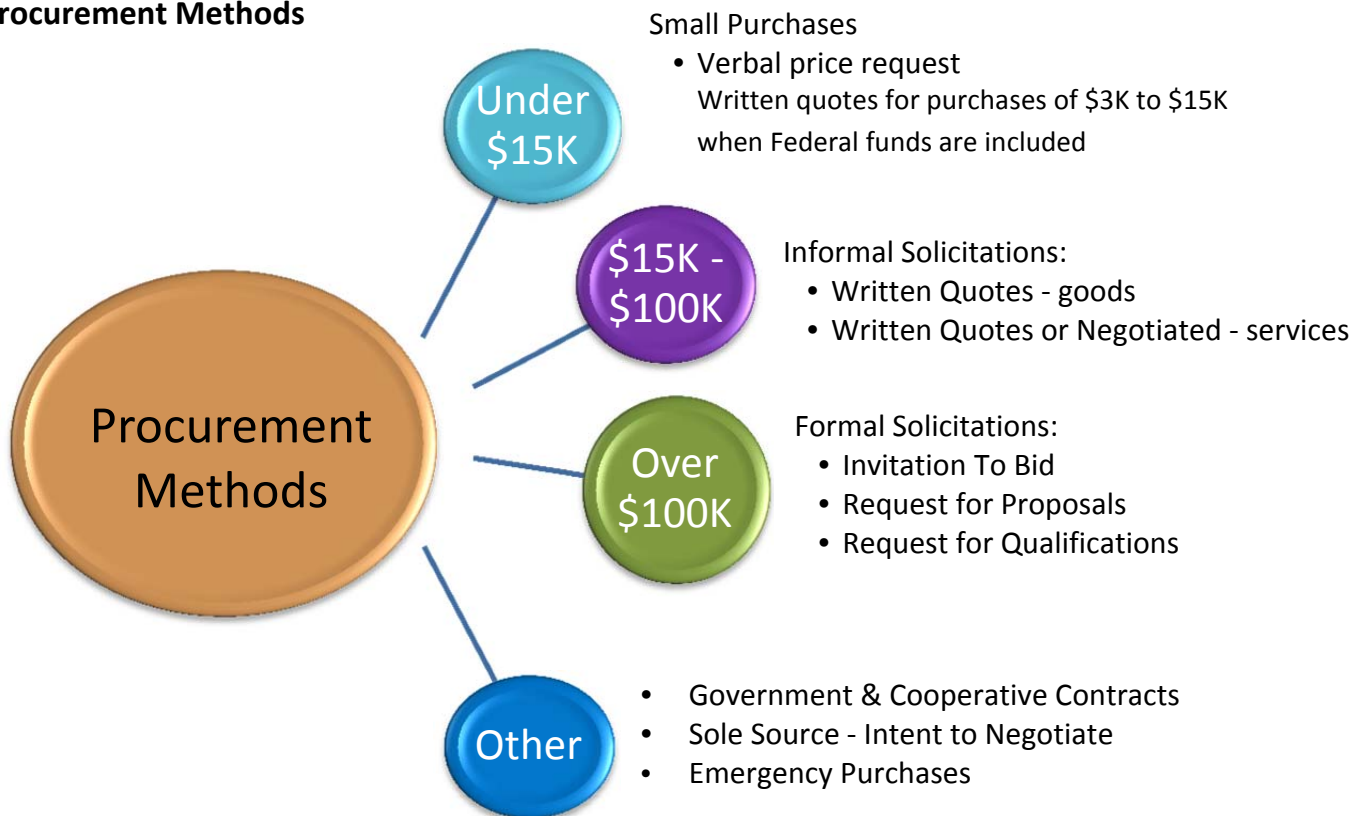 rocurement Methods
Small Purchases
• Verbal price request
Written quotes for purchases of $3K to $15K
when Federal funds are included
Under
$15K
$15K -
$100K
Informal Solicitations:
• Written Quotes - goods
• Written Quotes or Negotiated - services
Procurement
Methods
Over
$100K
Formal Solicitations:
• Invitation To Bid
• Request for Proposals
• Request for Qualifications
Other
• Government & Cooperative Contracts
• Sole Source - Intent to Negotiate
• Emergency Purchases